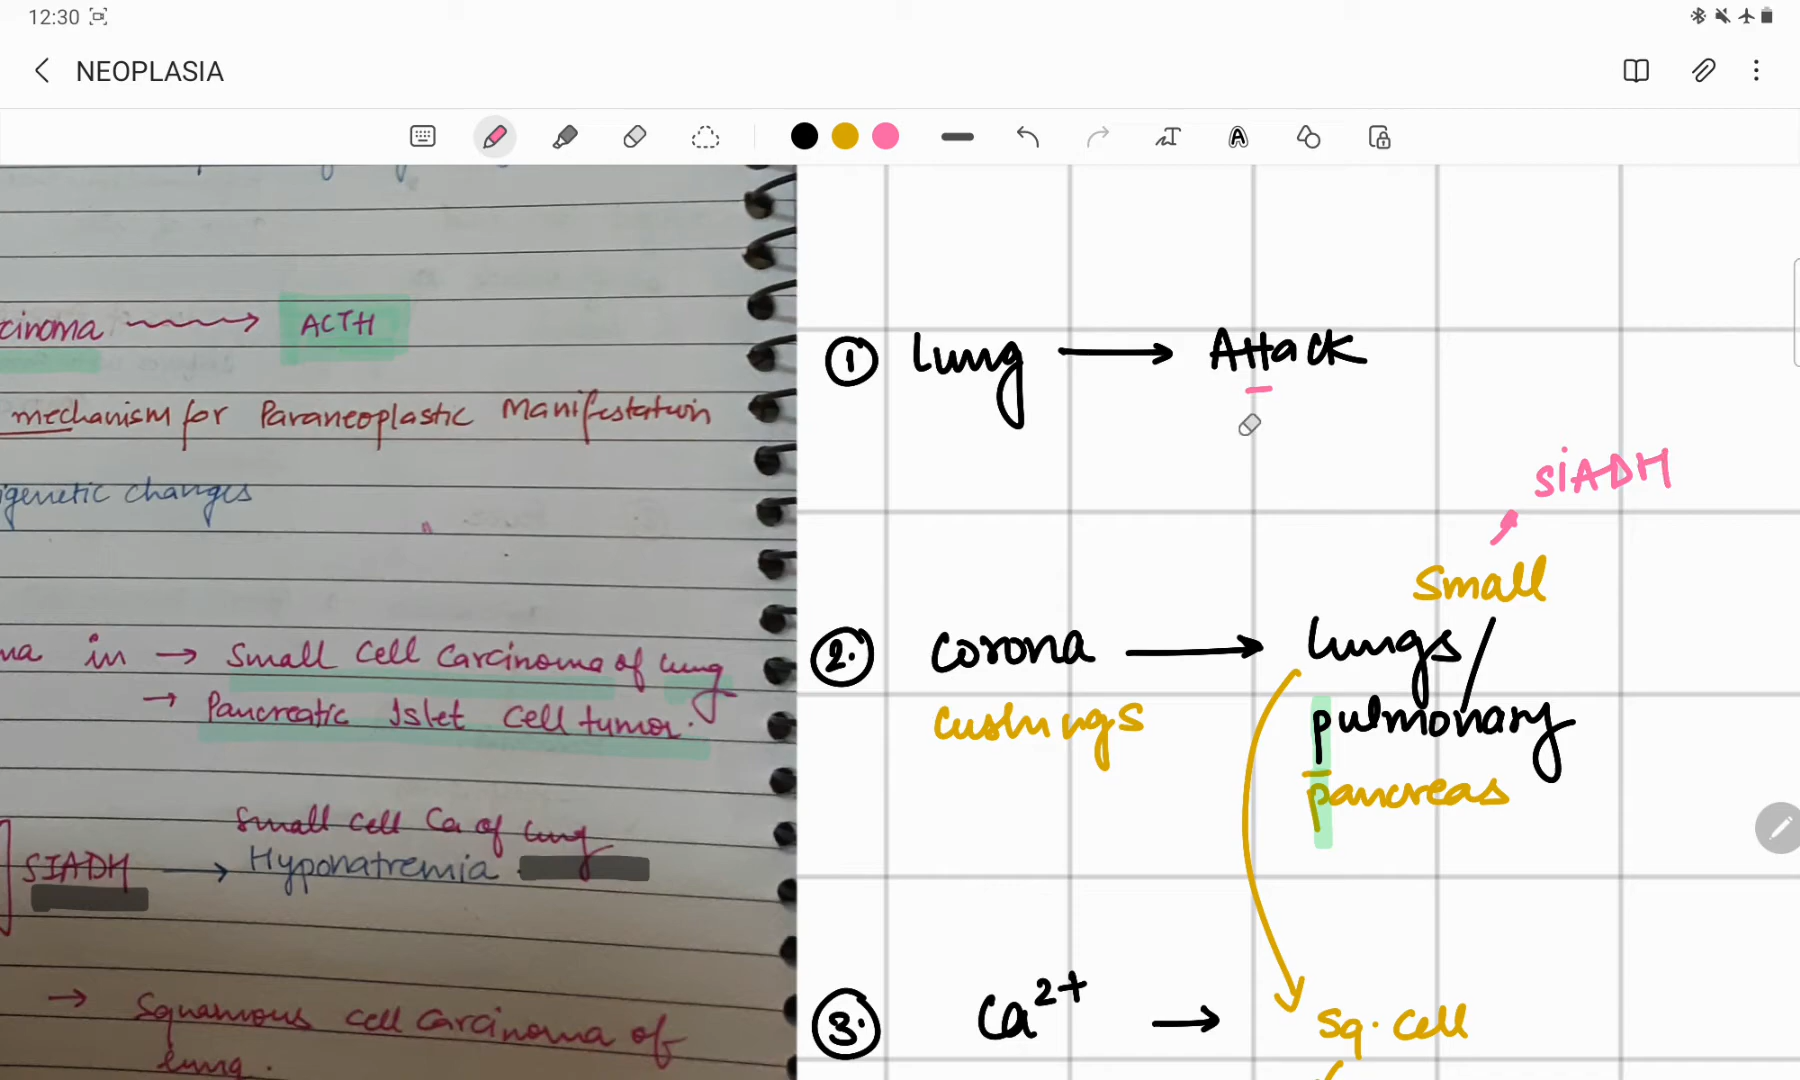 12:30
NEOPLASIA
cinoma → ACTH
mechanism for Paraneoplastic Manifestation
igenetic changes
ma in → Small Cell Carcinoma of lung
→ Pancreatic Islet Cell tumor.
Small Cell Ca of lung
SIADH → Hyponatremia
→ Squamous cell carcinoma of
lung.
① Lung → Attack
SiADH
Small
②. Corona → Lungs/
Cushings
pulmonary
pancreas
③. Ca2+ → Sq. Cell